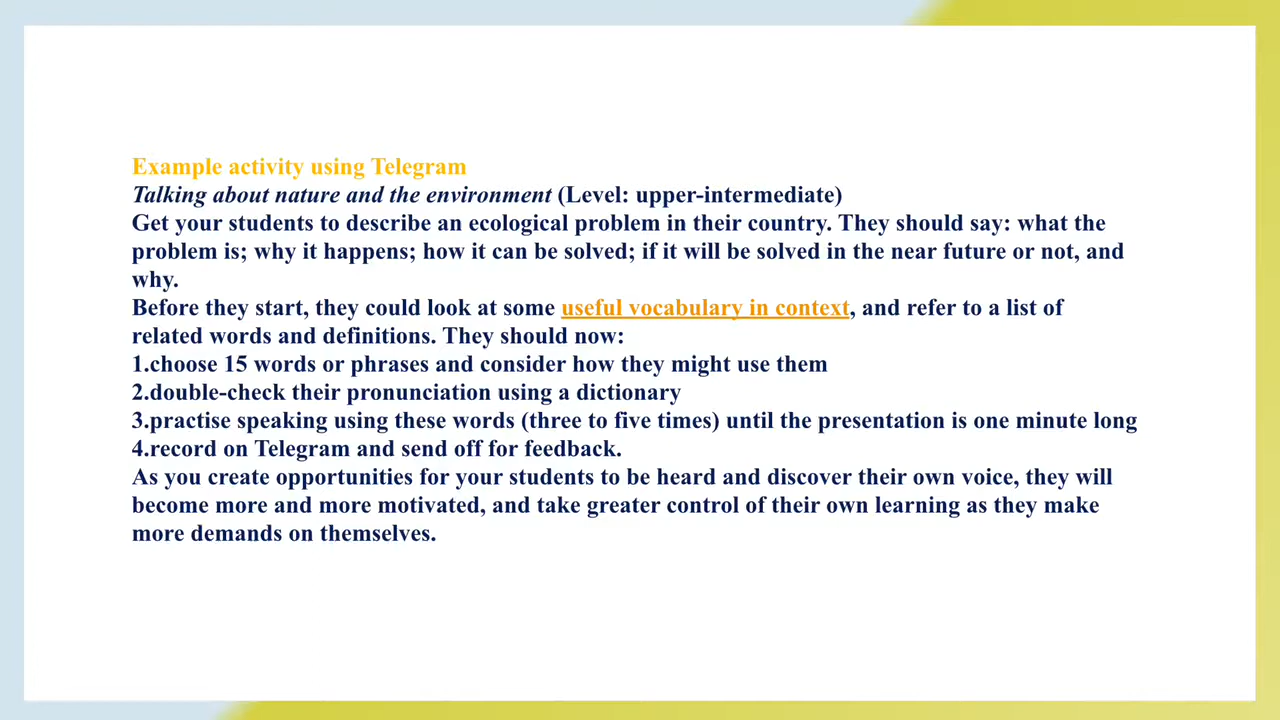 Example activity using Telegram
Talking about nature and the environment (Level: upper-intermediate)
Get your students to describe an ecological problem in their country. They should say: what the
problem is; why it happens; how it can be solved; if it will be solved in the near future or not, and
why.
Before they start, they could look at some useful vocabulary in context, and refer to a list of
related words and definitions. They should now:
1.choose 15 words or phrases and consider how they might use them
2.double-check their pronunciation using a dictionary
3.practise speaking using these words (three to five times) until the presentation is one minute long
4.record on Telegram and send off for feedback.
As you create opportunities for your students to be heard and discover their own voice, they will
become more and more motivated, and take greater control of their own learning as they make
more demands on themselves.